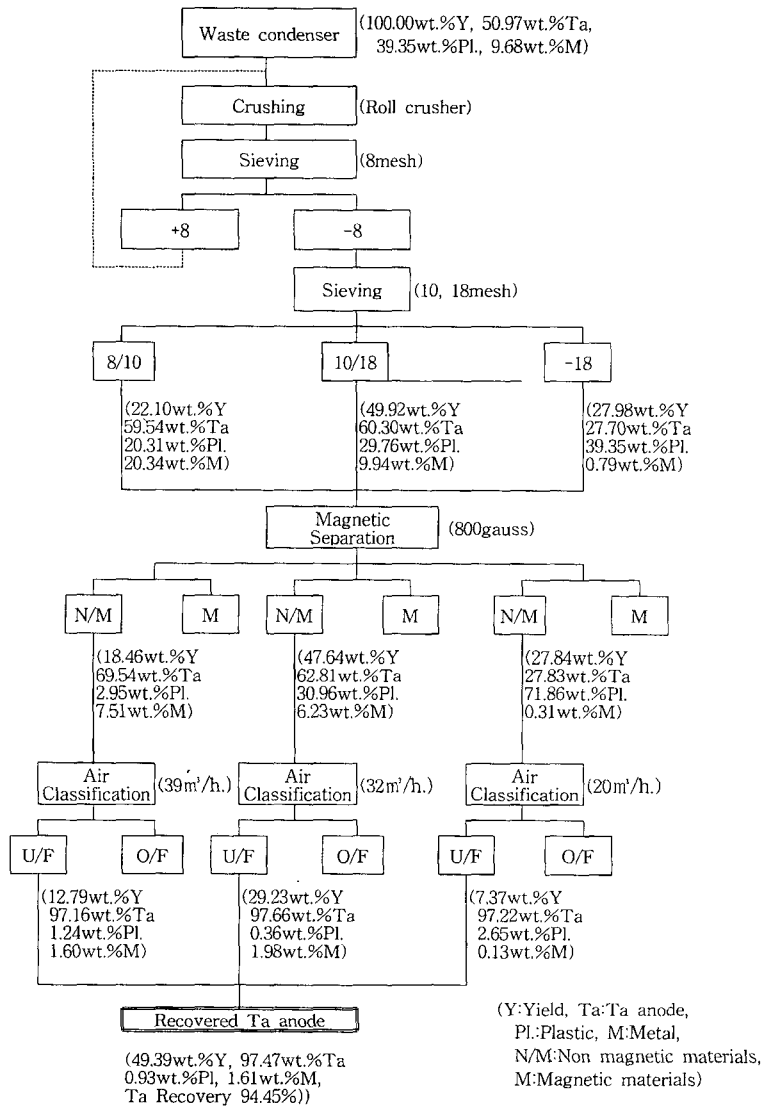 Waste condenser
(100.00wt.%Y, 50.97wt.%Ta,
39.35wt.%Pl., 9.68wt.%M)
Crushing
(Roll crusher)
Sieving
(8mesh)
+8
-8
Sieving
(10, 18mesh)
8/10
10/18
-18
(22.10wt.%Y
59.54wt.%Ta
20.31wt.%Pl.
20.34wt.%M)
(49.92wt.%Y
60.30wt.%Ta
29.76wt.%Pl.
9.94wt.%M)
(27.98wt.%Y
27.70wt.%Ta
39.35wt.%Pl.
0.79wt.%M)
Magnetic
Separation
(800gauss)
N/M
M
N/M
M
N/M
M
(18.46wt.%Y
69.54wt.%Ta
2.95wt.%Pl.
7.51wt.%M)
(47.64wt.%Y
62.81wt.%Ta
30.96wt.%Pl.
6.23wt.%M)
(27.84wt.%Y
27.83wt.%Ta
71.86wt.%Pl.
0.31wt.%M)
Air
Classification
(39m³/h.)
Air
Classification
(32m³/h.)
Air
Classification
(20m³/h.)
U/F
O/F
U/F
O/F
U/F
O/F
(12.79wt.%Y
97.16wt.%Ta
1.24wt.%Pl.
1.60wt.%M)
(29.23wt.%Y
97.66wt.%Ta
0.36wt.%Pl.
1.98wt.%M)
(7.37wt.%Y
97.22wt.%Ta
2.65wt.%Pl.
0.13wt.%M)
Recovered Ta anode
(49.39wt.%Y, 97.47wt.%Ta
0.93wt.%Pl, 1.61wt.%M,
Ta Recovery 94.45%))
(Y:Yield, Ta:Ta anode,
Pl.:Plastic, M:Metal,
N/M:Non magnetic materials,
M:Magnetic materials)